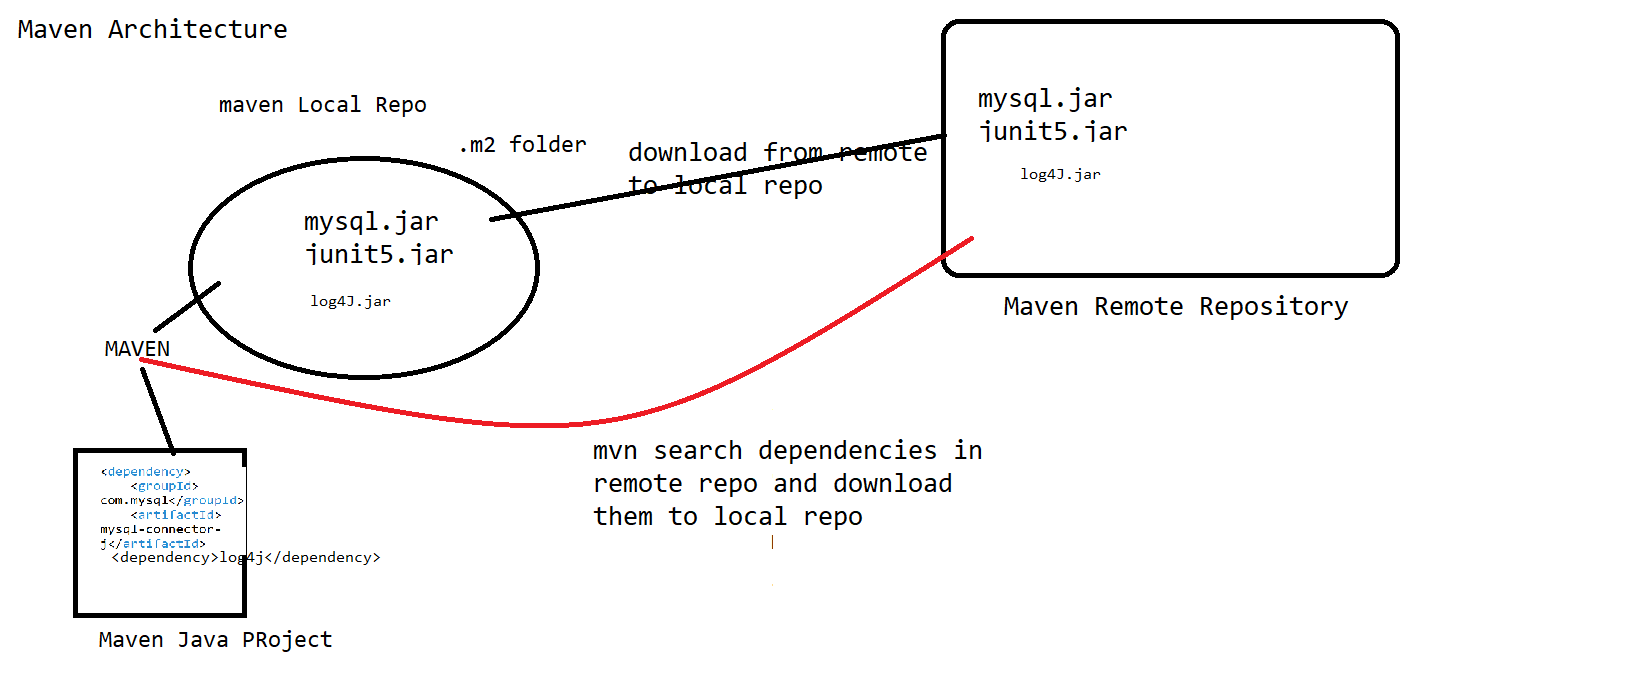 Maven Architecture
maven Local Repo
.m2 folder
mysql.jar
junit5.jar
log4J.jar
download from remote
to local repo
mysql.jar
junit5.jar
log4J.jar
Maven Remote Repository
MAVEN
mvn search dependencies in
remote repo and download
them to local repo
<dependency>
<groupId>
com.mysql</groupId>
<artifactId>
mysql-connector-
j</artifactId>
<dependency>log4j</dependency>
Maven Java PRoject